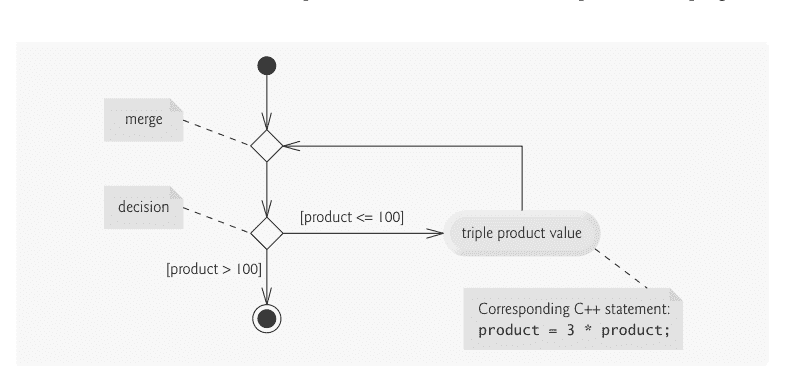 merge
decision
[product <= 100]
triple product value
[product > 100]
Corresponding C++ statement:
product = 3 * product;